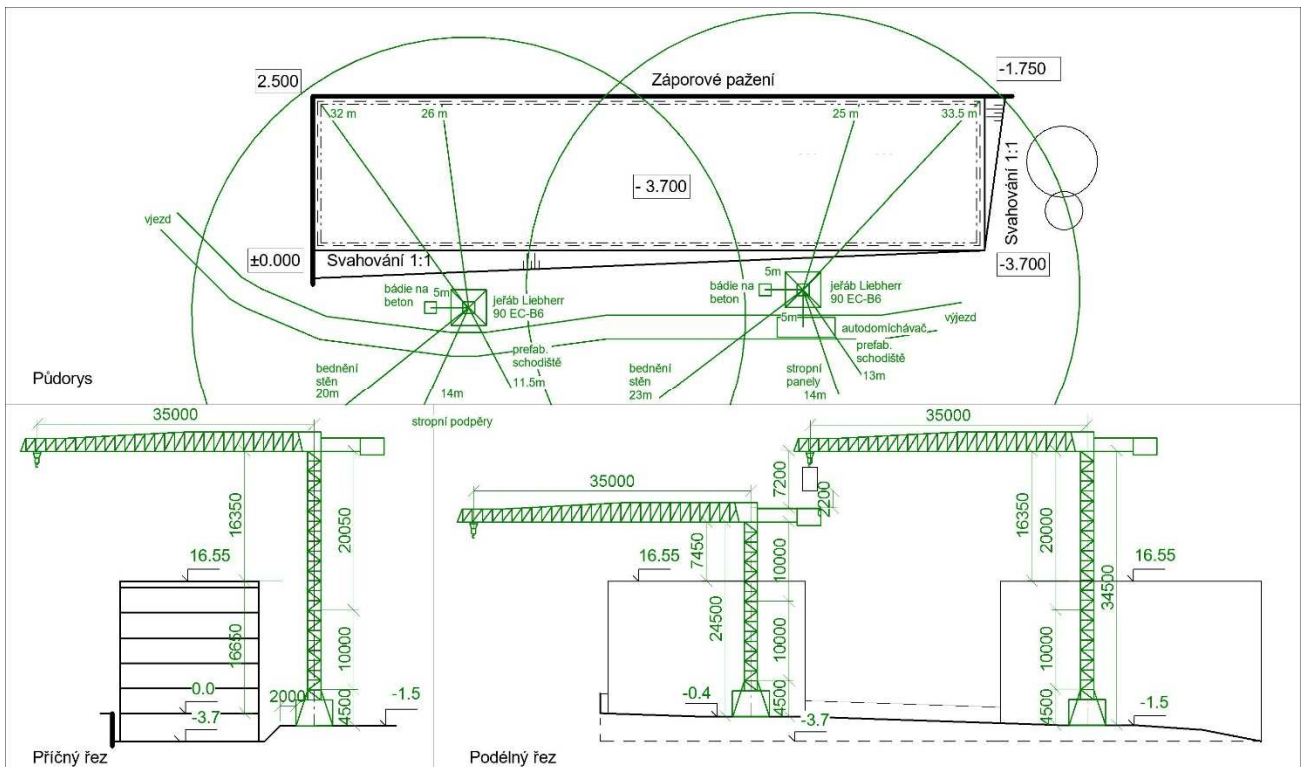 Záporové pažení
2.500
-1.750
32 m
26 m
25 m
33.5 m
- 3.700
Svahování 1:1
vjezd
±0.000
Svahování 1:1
-3.700
5m
bádie na
beton
jeřáb Liebherr
90 EC-B6
5m
bádie na
beton
jeřáb Liebherr
90 EC-B6
5m
autodomíchávač
výjezd
prefab.
schodiště
11.5m
prefab.
schodiště
13m
bednění
stěn
20m
14m
bednění
stěn
23m
stropní
panely
14m
Půdorys
stropní podpěry
35000
16350
20050
16.55
16650
10000
0.0
2000
4500
-1.5
-3.7
Příčný řez
35000
35000
7200
2200
16350
20000
16.55
7450
10000
16.55
24500
34500
10000
10000
-0.4
4500
-3.7
4500
-1.5
Podélný řez